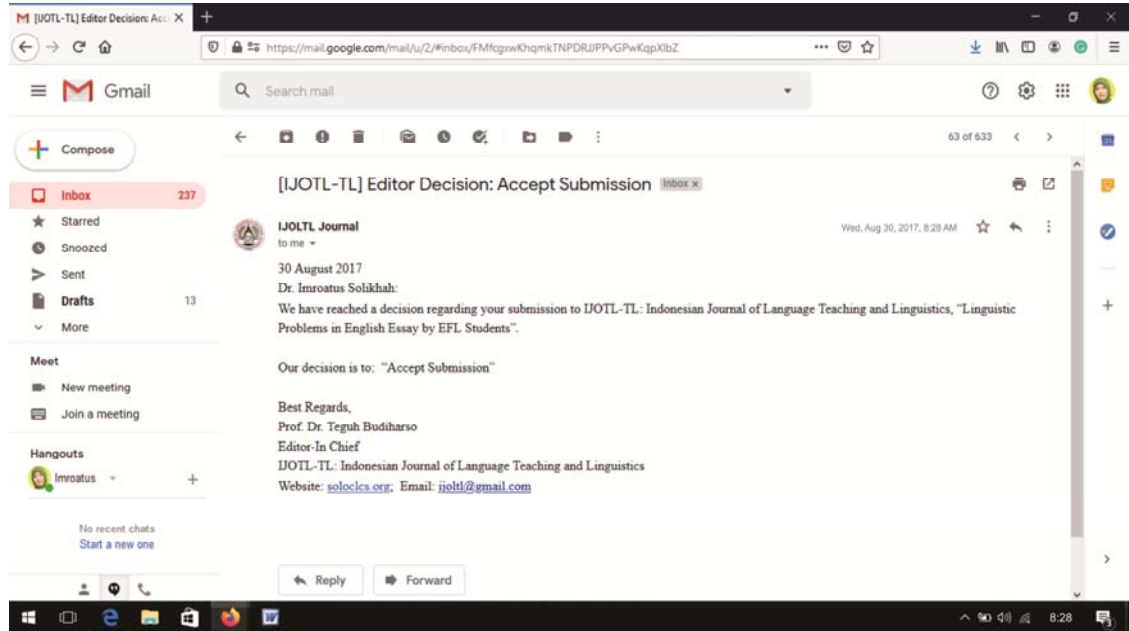 [IJOTL-TL] Editor Decision: Acc
https://mail.google.com/mail/u/2/#inbox/FMfcgxwKhqmkTNPDRJJPPvGPwKqpXlbZ
Gmail
Search mail
Compose
63 of 633
Inbox 237
Starred
Snoozed
Sent
Drafts 13
More
Meet
New meeting
Join a meeting
Hangouts
Imroatus
No recent chats
Start a new one
[IJOTL-TL] Editor Decision: Accept Submission Inbox x
IJOLTL Journal Wed, Aug 30, 2017, 8:28 AM
to me
30 August 2017
Dr. Imroatus Solikhah:
We have reached a decision regarding your submission to IJOTL-TL: Indonesian Journal of Language Teaching and Linguistics, “Linguistic
Problems in English Essay by EFL Students”.
Our decision is to: “Accept Submission”
Best Regards,
Prof. Dr. Teguh Budiharso
Editor-In Chief
IJOTL-TL: Indonesian Journal of Language Teaching and Linguistics
Website: soloclcs.org; Email: ijoltl@gmail.com
Reply Forward
8:28